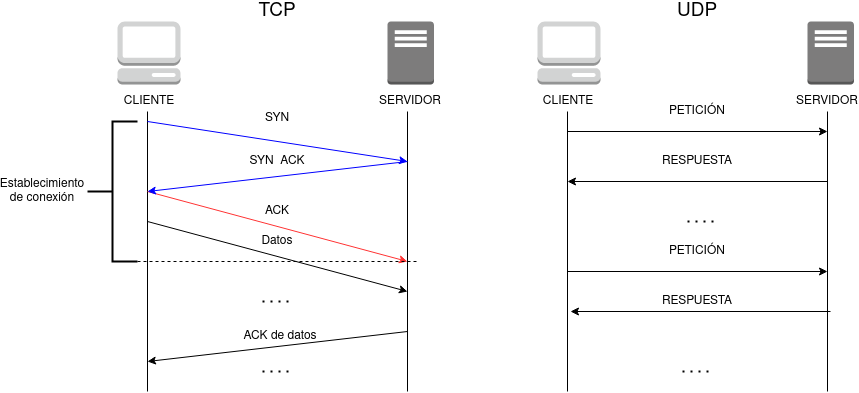 TCP
CLIENTE
SERVIDOR
SYN
SYN ACK
Establecimiento
de conexión
ACK
Datos
. . . .
ACK de datos
. . . .
UDP
CLIENTE
SERVIDOR
PETICIÓN
RESPUESTA
. . . .
PETICIÓN
RESPUESTA
. . . .